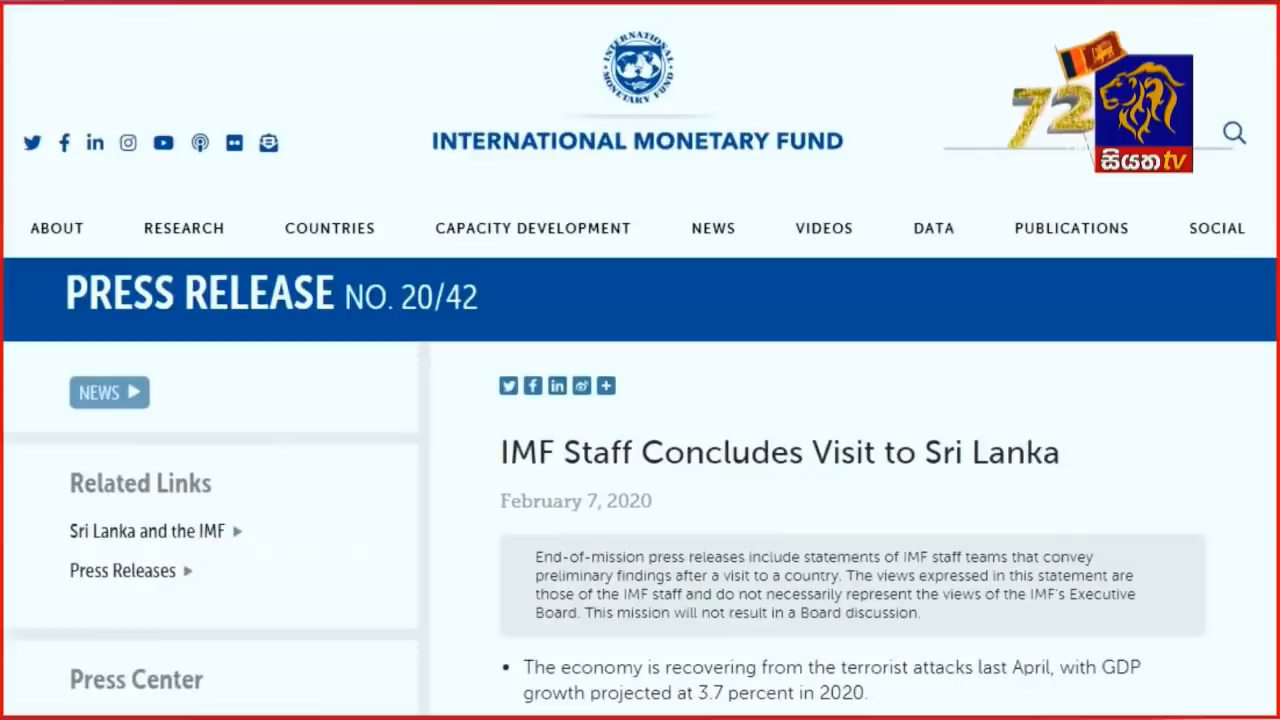 INTERNATIONAL MONETARY FUND
72
සියත tv
INTERNATIONAL MONETARY FUND
ABOUT RESEARCH COUNTRIES CAPACITY DEVELOPMENT NEWS VIDEOS DATA PUBLICATIONS SOCIAL
PRESS RELEASE NO. 20/42
NEWS
Related Links
Sri Lanka and the IMF
Press Releases
Press Center
IMF Staff Concludes Visit to Sri Lanka
February 7, 2020
End-of-mission press releases include statements of IMF staff teams that convey
preliminary findings after a visit to a country. The views expressed in this statement are
those of the IMF staff and do not necessarily represent the views of the IMF's Executive
Board. This mission will not result in a Board discussion.
• The economy is recovering from the terrorist attacks last April, with GDP
growth projected at 3.7 percent in 2020.